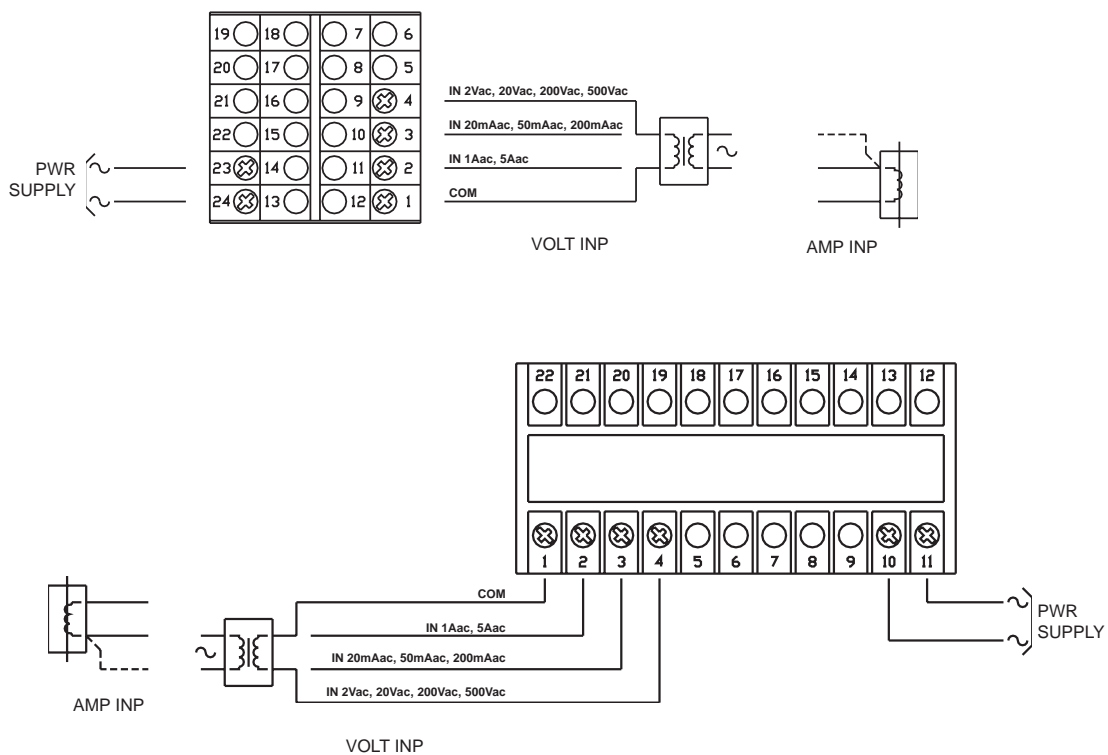 19 18 7 6
20 17 8 5
21 16 9 4
22 15 10 3
23 14 11 2
24 13 12 1
PWR
SUPPLY
IN 2Vac, 20Vac, 200Vac, 500Vac
IN 20mAac, 50mAac, 200mAac
IN 1Aac, 5Aac
COM
VOLT INP
AMP INP
22 21 20 19 18 17 16 15 14 13 12
1 2 3 4 5 6 7 8 9 10 11
COM
IN 1Aac, 5Aac
IN 20mAac, 50mAac, 200mAac
IN 2Vac, 20Vac, 200Vac, 500Vac
PWR
SUPPLY
AMP INP
VOLT INP